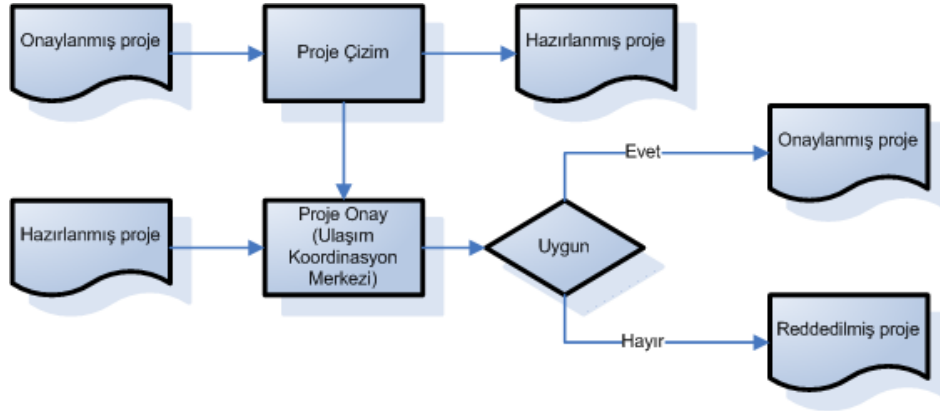 Onaylanmış proje
Proje Çizim
Hazırlanmış proje
Evet
Onaylanmış proje
Hazırlanmış proje
Proje Onay
(Ulaşım
Koordinasyon
Merkezi)
Uygun
Hayır
Reddedilmiş proje